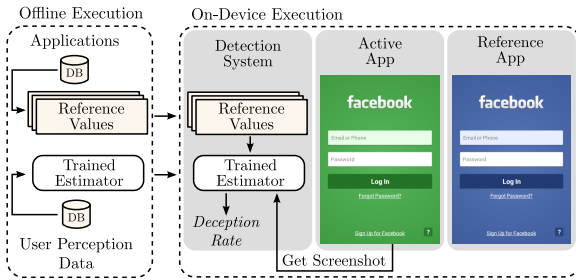 Offline Execution
On-Device Execution
Applications
DB
Reference
Values
Trained
Estimator
DB
User Perception
Data
Detection
System
Reference
Values
Trained
Estimator
Deception
Rate
Get Screenshot
Active
App
facebook
Email or Phone
Password
Log In
Forgot Password?
Sign Up for Facebook
?
Reference
App
facebook
Email or Phone
Password
Log In
Forgot Password?
Sign Up for Facebook
?